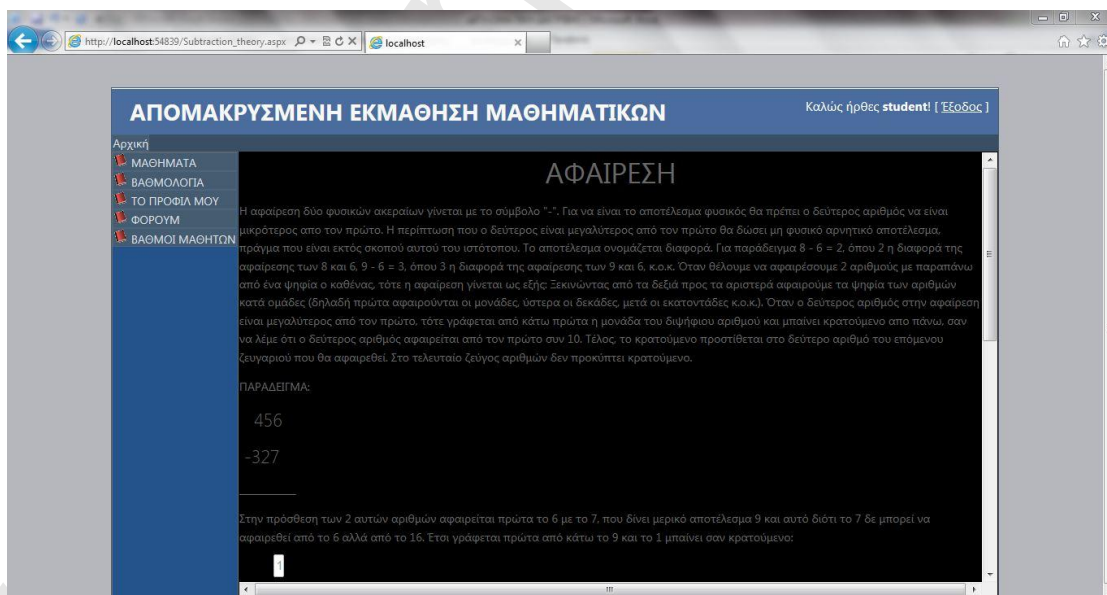 http://localhost:54839/Subtraction_theory.aspx
localhost
ΑΠΟΜΑΚΡΥΣΜΕΝΗ ΕΚΜΑΘΗΣΗ ΜΑΘΗΜΑΤΙΚΩΝ
Καλώς ήρθες student! [ Έξοδος ]
Αρχική
ΜΑΘΗΜΑΤΑ
ΒΑΘΜΟΛΟΓΙΑ
ΤΟ ΠΡΟΦΙΛ ΜΟΥ
ΦΟΡΟΥΜ
ΒΑΘΜΟΙ ΜΑΘΗΤΩΝ
ΑΦΑΙΡΕΣΗ
Η αφαίρεση δύο φυσικών ακεραίων γίνεται με το σύμβολο "-". Για να είναι το αποτέλεσμα φυσικός θα πρέπει ο δεύτερος αριθμός να είναι
μικρότερος απο τον πρώτο. Η περίπτωση που ο δεύτερος είναι μεγαλύτερος από τον πρώτο θα δώσει μη φυσικό αρνητικό αποτέλεσμα,
πράγμα που είναι εκτός σκοπού αυτού του ιστότοπου. Το αποτέλεσμα ονομάζεται διαφορά. Για παράδειγμα 8 - 6 = 2, όπου 2 η διαφορά της
αφαίρεσης των 8 και 6, 9 - 6 = 3, όπου 3 η διαφορά της αφαίρεσης των 9 και 6, κ.ο.κ. Όταν θέλουμε να αφαιρέσουμε 2 αριθμούς με παραπάνω
από ένα ψηφία ο καθένας, τότε η αφαίρεση γίνεται ως εξής: Ξεκινώντας από τα δεξιά προς τα αριστερά αφαιρούμε τα ψηφία των αριθμών
κατά ομάδες (δηλαδή πρώτα αφαιρούνται οι μονάδες, ύστερα οι δεκάδες, μετά οι εκατοντάδες κ.ο.κ.). Όταν ο δεύτερος αριθμός στην αφαίρεση
είναι μεγαλύτερος από τον πρώτο, τότε γράφεται από κάτω πρώτα η μονάδα του διψήφιου αριθμού και μπαίνει κρατούμενο απο πάνω, σαν
να λέμε ότι ο δεύτερος αριθμός αφαιρείται από τον πρώτο συν 10. Τέλος, το κρατούμενο προστίθεται στο δεύτερο αριθμό του επόμενου
ζευγαριού που θα αφαιρεθεί. Στο τελευταίο ζεύγος αριθμών δεν προκύπτει κρατούμενο.
ΠΑΡΑΔΕΙΓΜΑ:
456
-327
Στην πρόσθεση των 2 αυτών αριθμών αφαιρείται πρώτα το 6 με το 7, που δίνει μερικό αποτέλεσμα 9 και αυτό διότι το 7 δε μπορεί να
αφαιρεθεί από το 6 αλλά από το 16. Έτσι γράφεται πρώτα από κάτω το 9 και το 1 μπαίνει σαν κρατούμενο:
1